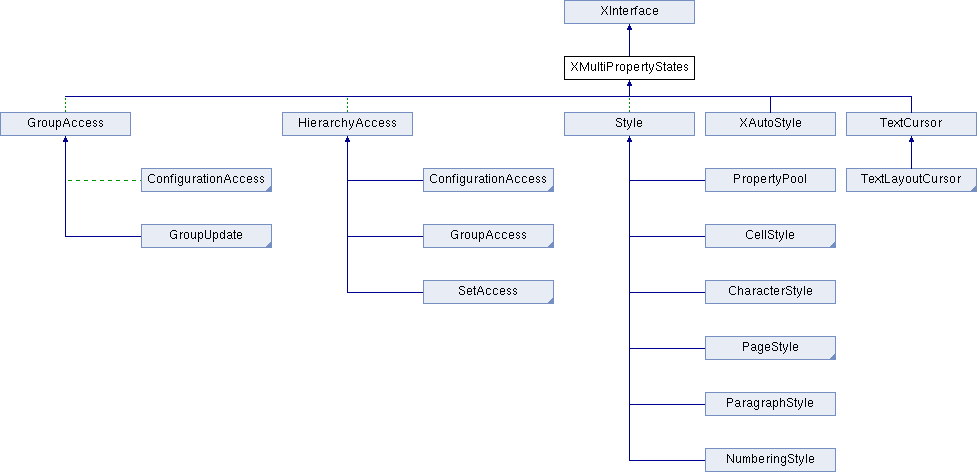 XInterface
XMultiPropertyStates
GroupAccess
HierarchyAccess
Style
XAutoStyle
TextCursor
ConfigurationAccess
ConfigurationAccess
PropertyPool
TextLayoutCursor
GroupUpdate
GroupAccess
CellStyle
SetAccess
CharacterStyle
PageStyle
ParagraphStyle
NumberingStyle